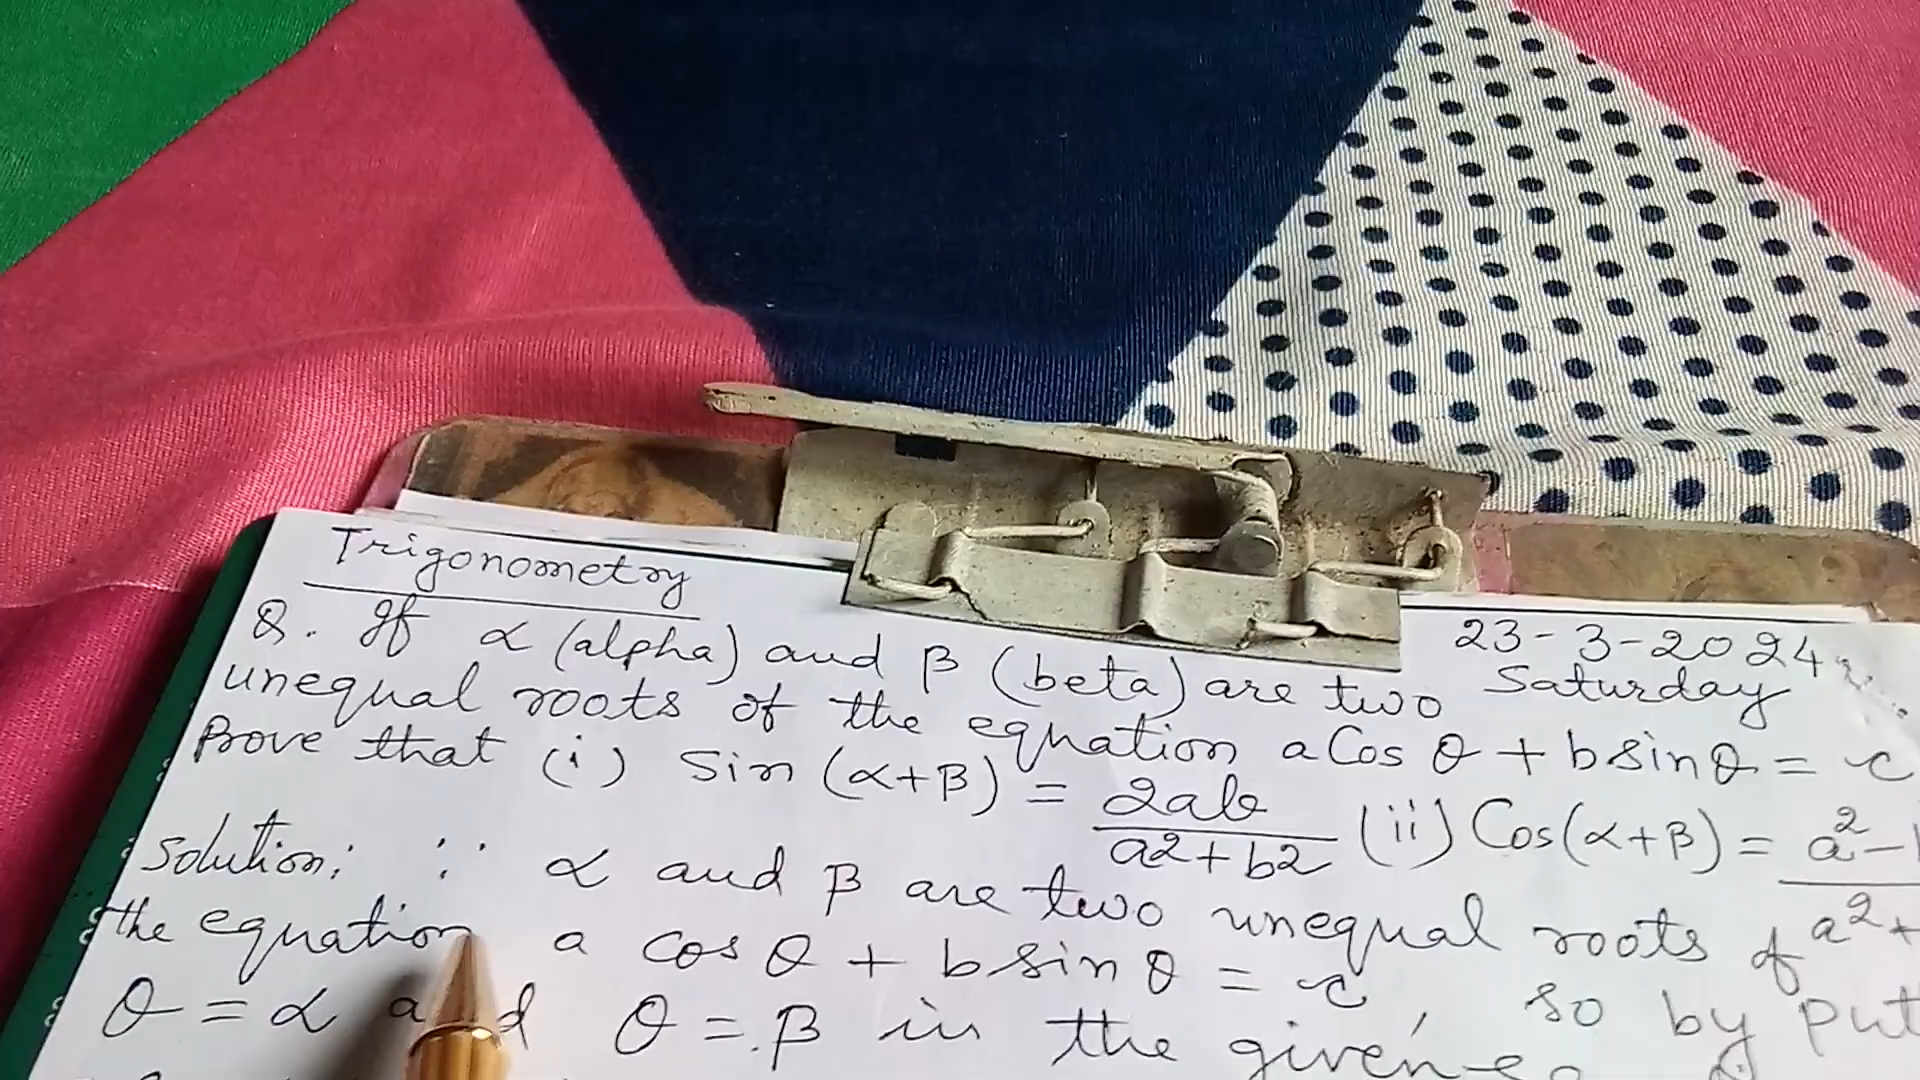 Trigonometry
23-3-2024
Saturday
Q. If α (alpha) and β (beta) are two
unequal roots of the equation a Cos θ + b sin θ = c
Prove that (i) Sin (α+β) = 2ab/a2+b2 (ii) Cos(α+β) = a²-
Solution: ∵ α and β are two unequal roots of
the equation a cos θ + b sin θ = c, so by put
θ = α and θ = β in the given